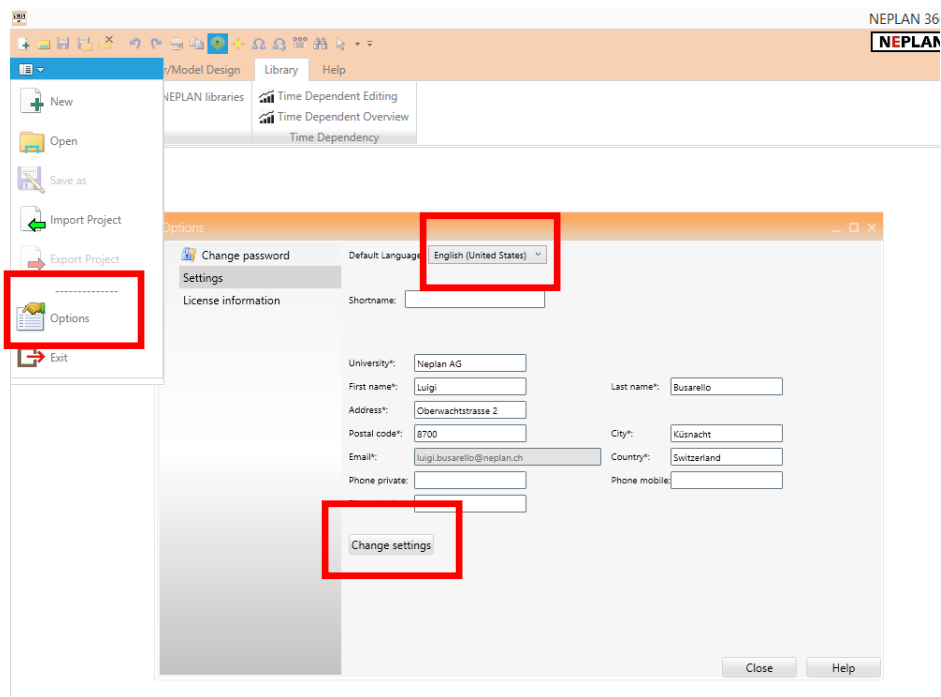 NEPLAN 36
NEPLAN
r/Model Design Library Help
New
NEPLAN libraries
Time Dependent Editing
Time Dependent Overview
Time Dependency
Open
Save as
Import Project
Export Project
--------------
Options
Exit
Options
Change password
Settings
License information
Default Language
English (United States)
Shortname:
University*: Neplan AG
First name*: Luigi Last name*: Busarello
Address*: Oberwachtstrasse 2
Postal code*: 8700 City*: Küsnacht
Email*: luigi.busarello@neplan.ch Country*: Switzerland
Phone private: Phone mobile:
Change settings
Close Help